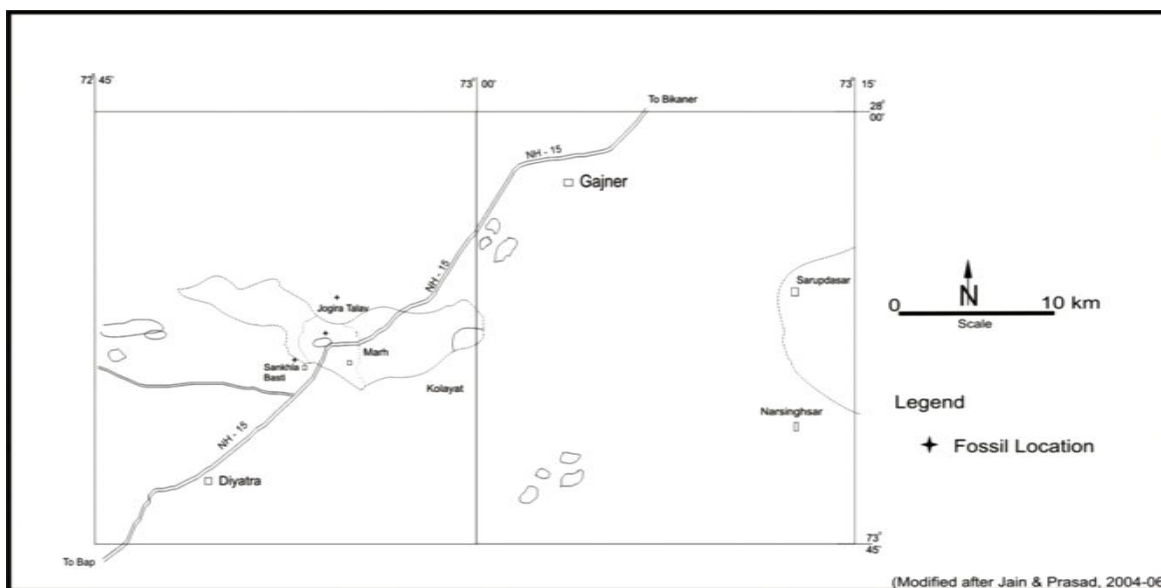 72° 45'
73° 00'
73° 15'
To Bikaner
28°
00'
NH - 15
Gajner
NH - 15
Sarupdasar
Jogira Talav
N
0 10 km
Scale
Marh
Sankhla
Basti
Kolayat
Legend
Narsinghsar
NH - 15
Fossil Location
Diyatra
73°
45'
To Bap
(Modified after Jain & Prasad, 2004-0